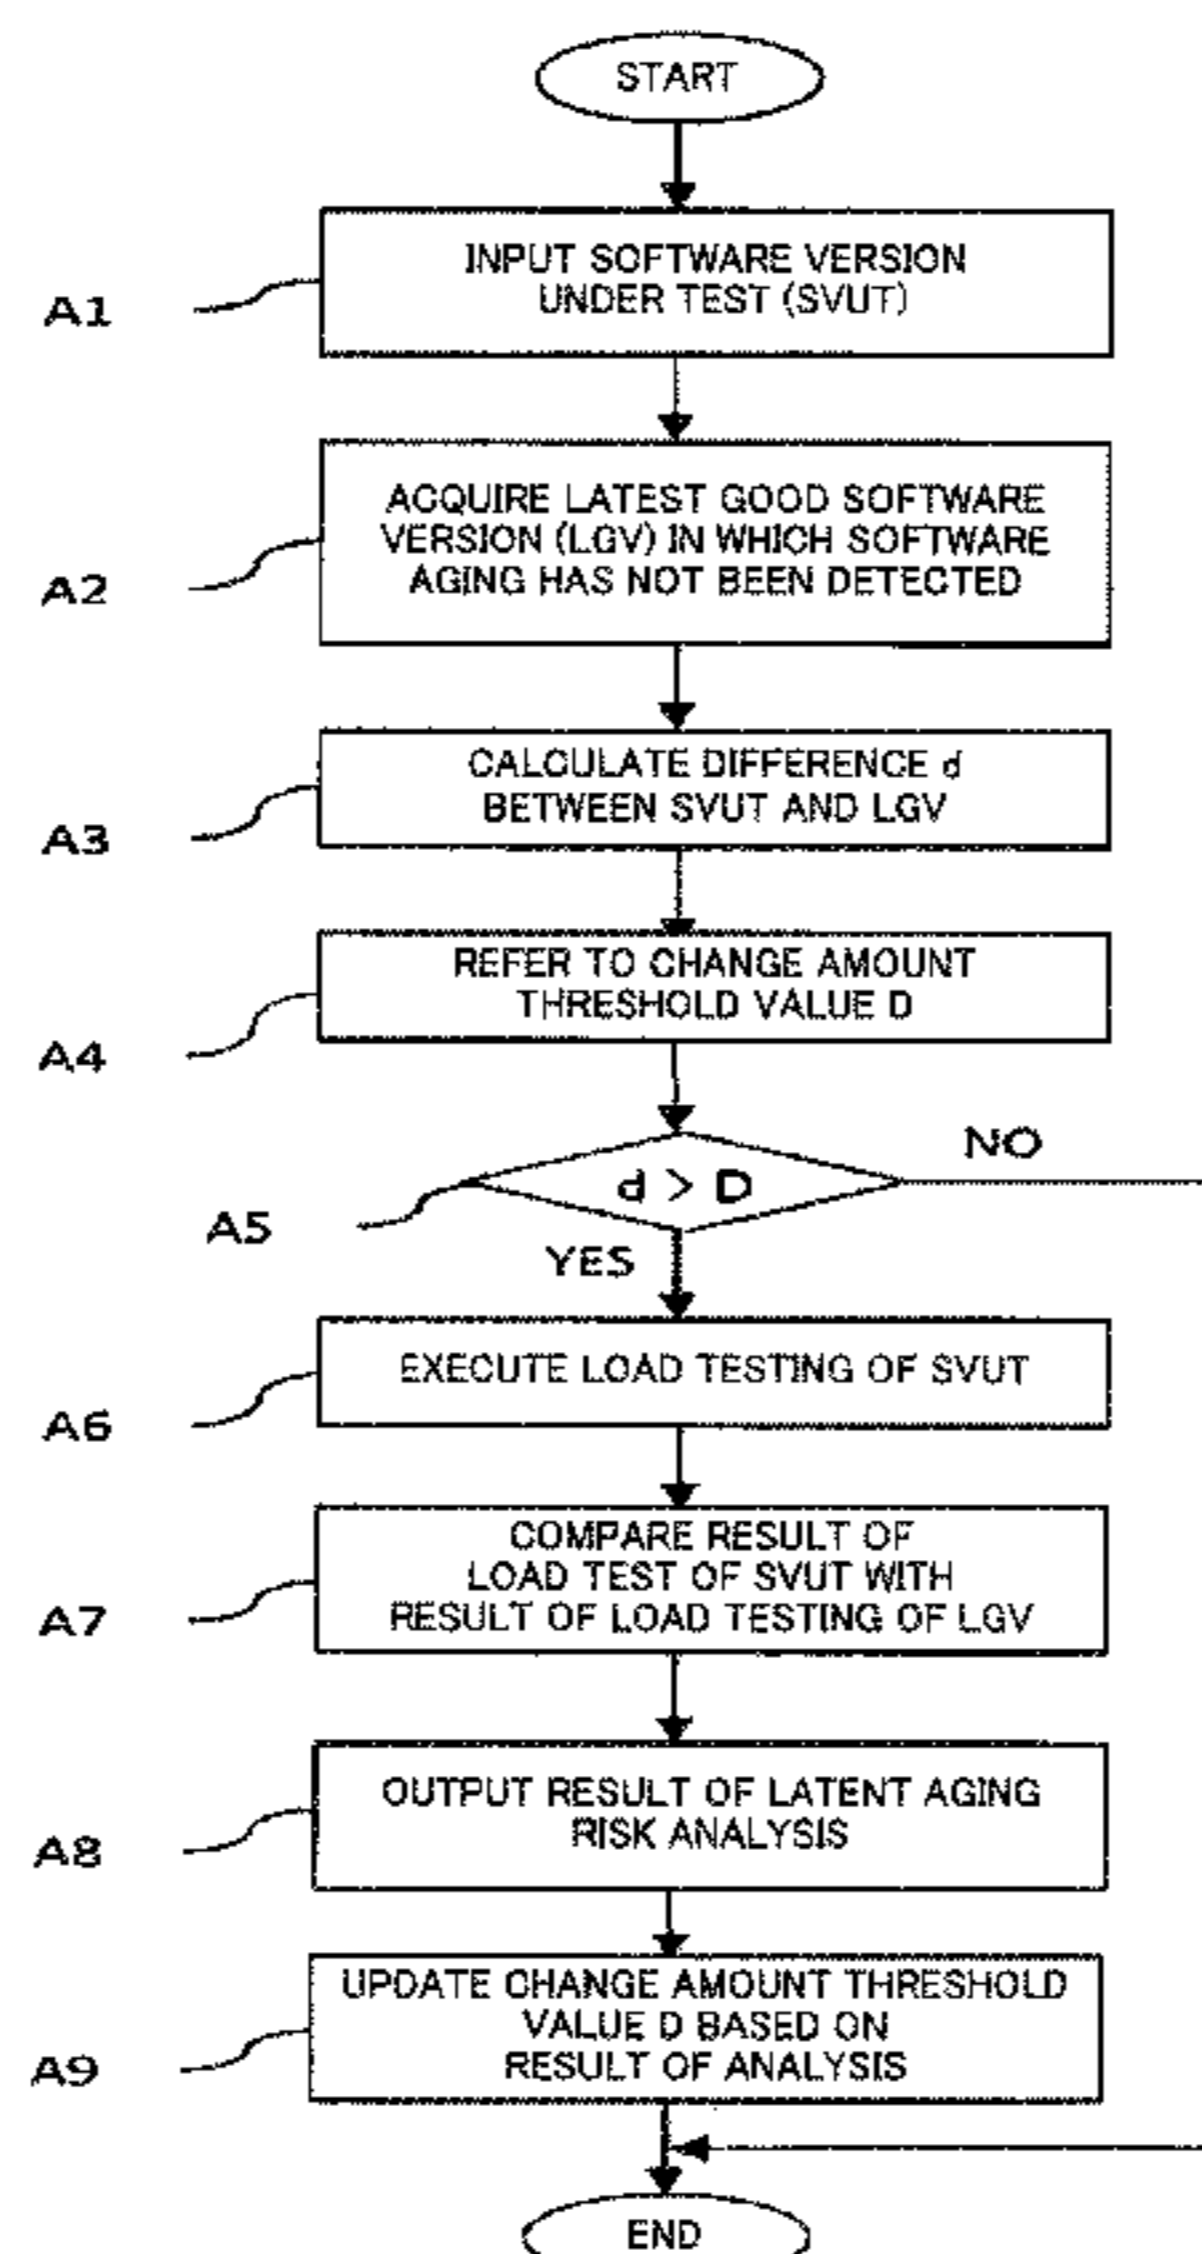 START
A1
INPUT SOFTWARE VERSION
UNDER TEST (SVUT)
A2
ACQUIRE LATEST GOOD SOFTWARE
VERSION (LGV) IN WHICH SOFTWARE
AGING HAS NOT BEEN DETECTED
A3
CALCULATE DIFFERENCE d
BETWEEN SVUT AND LGV
A4
REFER TO CHANGE AMOUNT
THRESHOLD VALUE D
A5
d > D
NO
YES
A6
EXECUTE LOAD TESTING OF SVUT
A7
COMPARE RESULT OF
LOAD TEST OF SVUT WITH
RESULT OF LOAD TESTING OF LGV
A8
OUTPUT RESULT OF LATENT AGING
RISK ANALYSIS
A9
UPDATE CHANGE AMOUNT THRESHOLD
VALUE D BASED ON
RESULT OF ANALYSIS
END